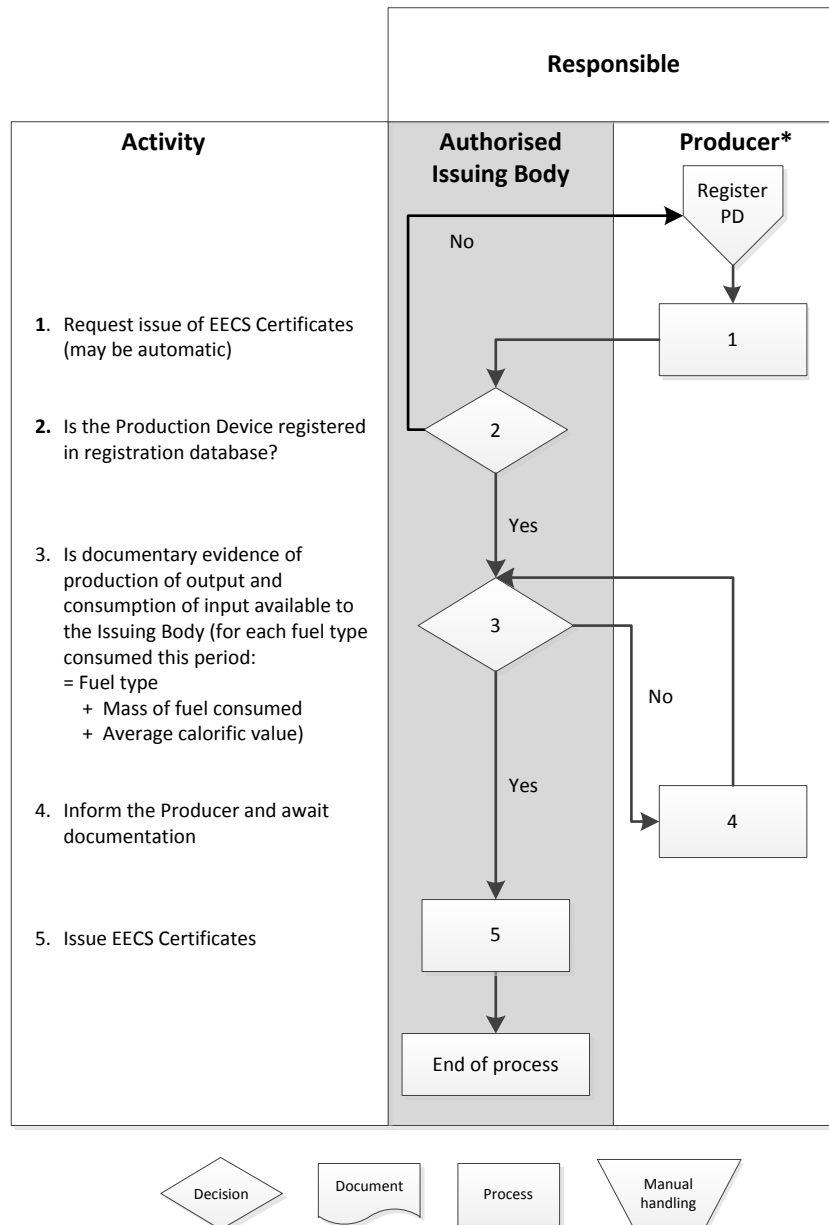 Responsible
Activity
Authorised
Issuing Body
Producer*
Register
PD
No
1. Request issue of EECS Certificates
(may be automatic)
1
2. Is the Production Device registered
in registration database?
2
Yes
3. Is documentary evidence of
production of output and
consumption of input available to
the Issuing Body (for each fuel type
consumed this period:
= Fuel type
+ Mass of fuel consumed
+ Average calorific value)
3
No
Yes
4. Inform the Producer and await
documentation
4
5. Issue EECS Certificates
5
End of process
Decision
Document
Process
Manual
handling